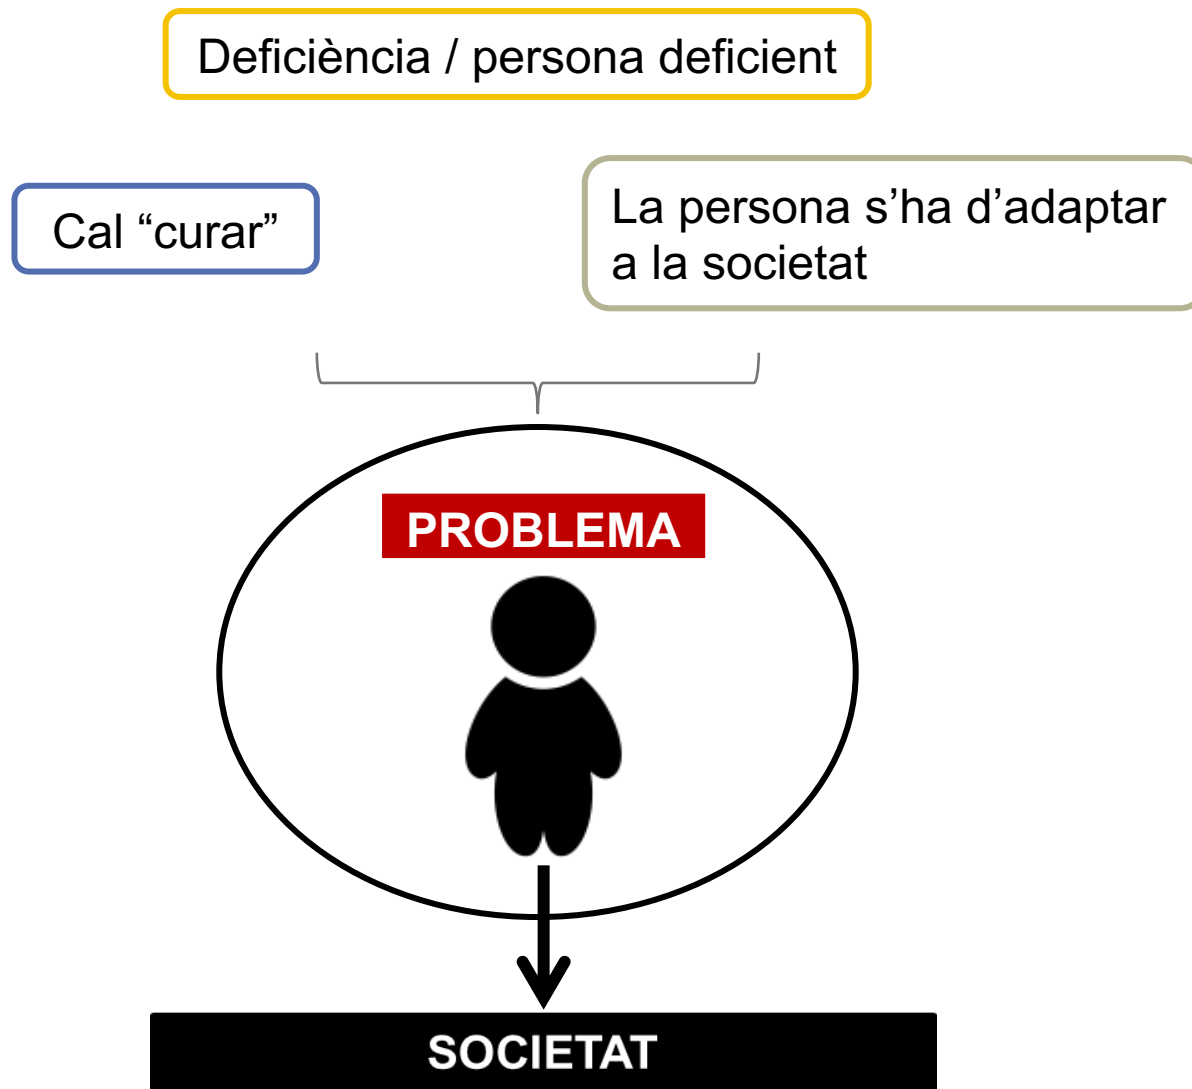 Deficiència / persona deficient
Cal “curar”
La persona s’ha d’adaptar
a la societat
PROBLEMA
SOCIETAT